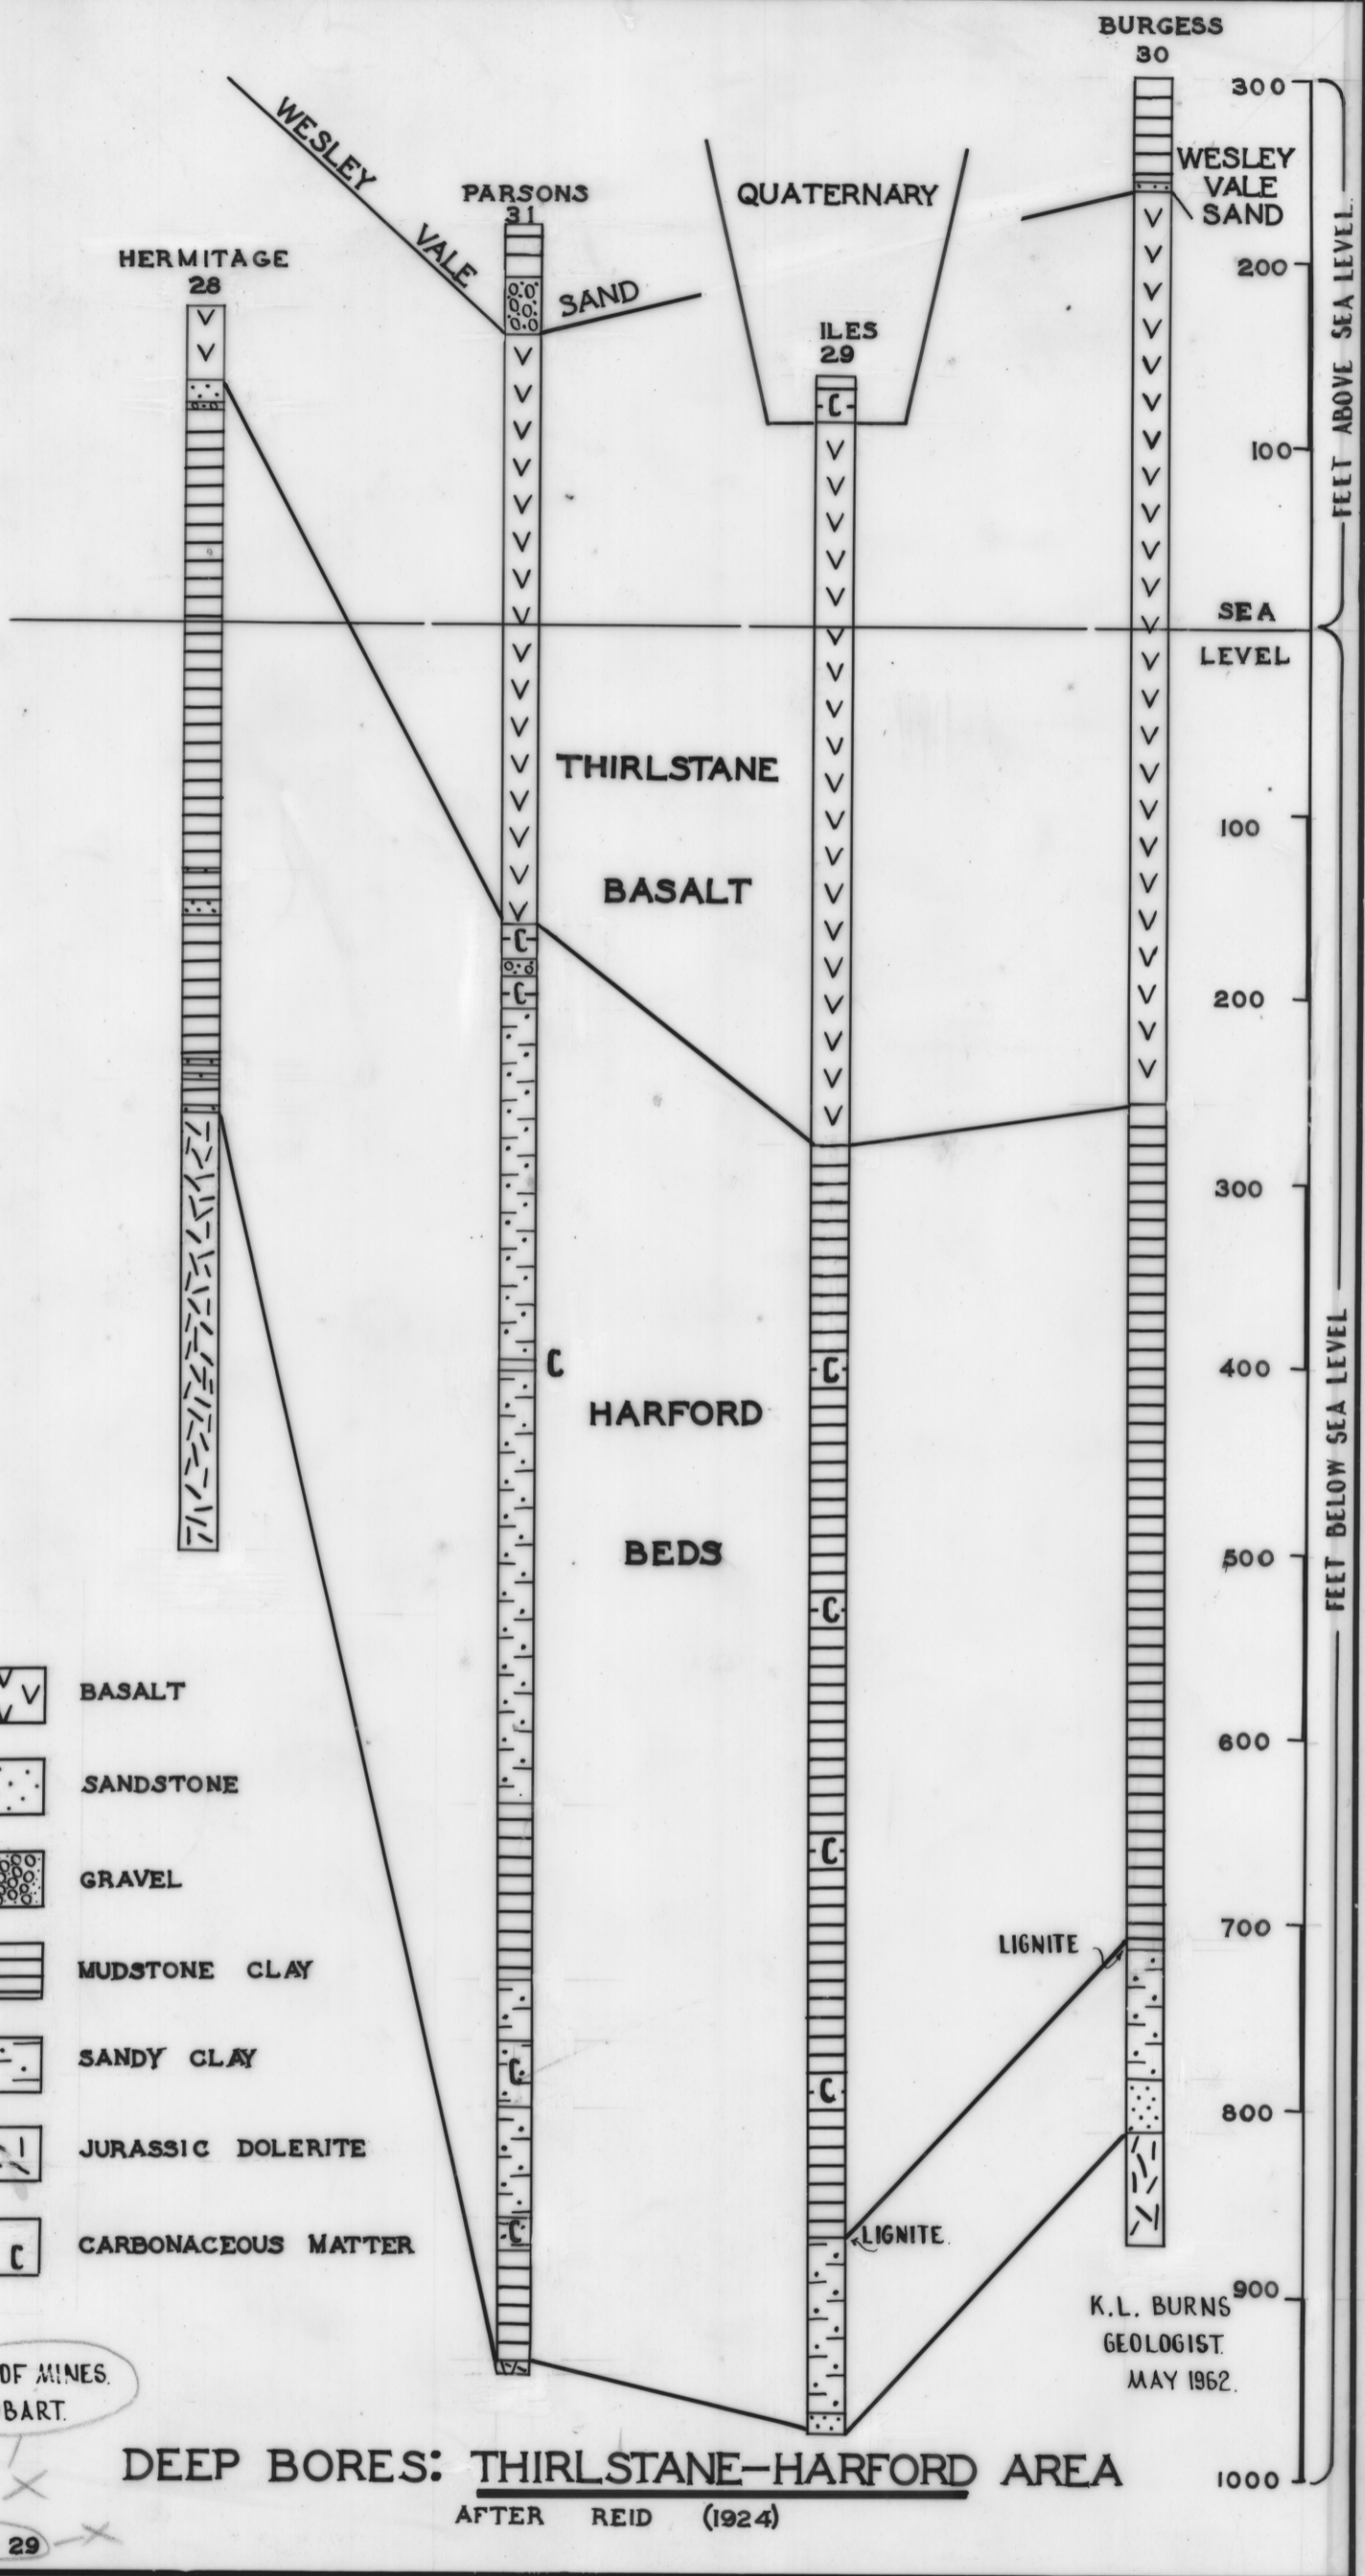 BURGESS
30
300
WESLEY VALE
PARSONS
31
SAND
QUATERNARY
WESLEY
VALE
SAND
HERMITAGE
28
200
ILES
29
C
100
FEET ABOVE SEA LEVEL.
SEA
LEVEL
THIRLSTANE
BASALT
100
C
C
200
300
C
C
400
HARFORD
BEDS
C
500
FEET BELOW SEA LEVEL
600
C
LIGNITE
700
C
C
800
C
LIGNITE.
900
BASALT
SANDSTONE
GRAVEL
MUDSTONE CLAY
SANDY CLAY
JURASSIC DOLERITE
C CARBONACEOUS MATTER
K.L. BURNS
GEOLOGIST.
MAY 1962.
OF MINES.
BART.
DEEP BORES: THIRLSTANE-HARFORD AREA
1000
AFTER REID (1924)
29